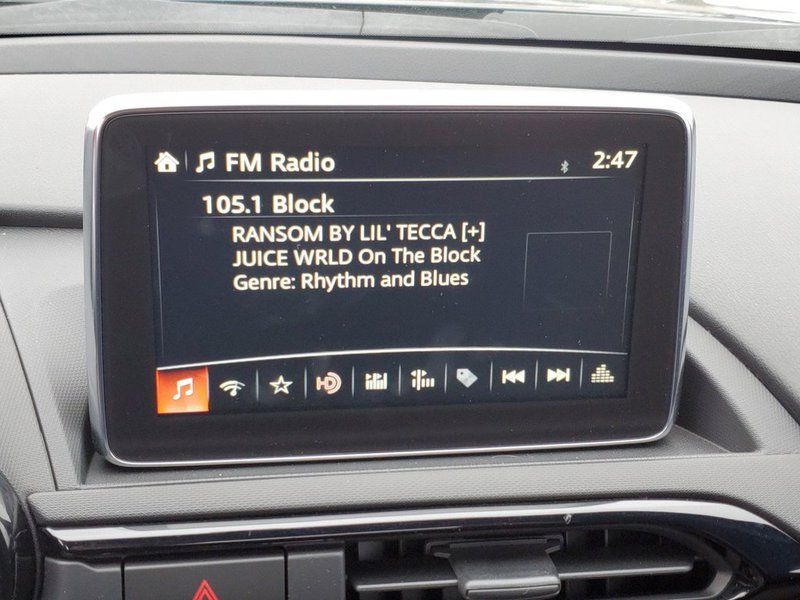 FM Radio 2:47
105.1 Block
RANSOM BY LIL' TECCA [+]
JUICE WRLD On The Block
Genre: Rhythm and Blues
HD